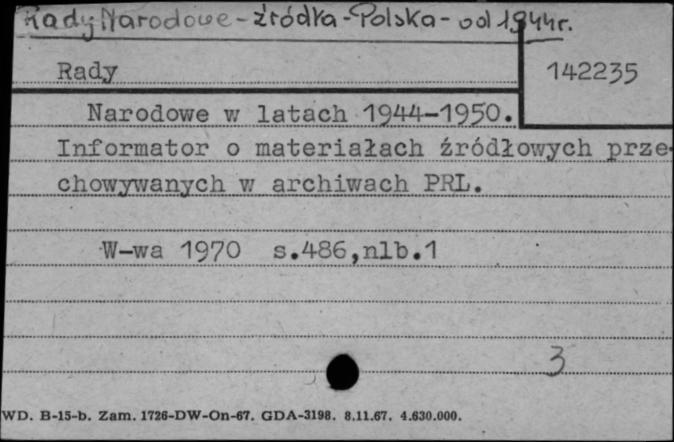 Rady Narodowe - źródła - Polska - od 1944r.
Rady
142235
Narodowe w latach 1944-1950.
Informator o materiałach źródłowych prze-
chowywanych w archiwach PRL.
W-wa 1970 s.486,nlb.1
3
WD. B-15-b. Zam. 1726-DW-On-67. GDA-3198. 8.11.67. 4.630.000.